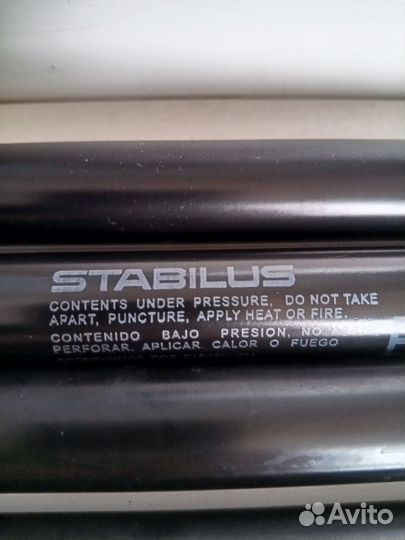 STABILUS
CONTENTS UNDER PRESSURE. DO NOT TAKE
APART, PUNCTURE, APPLY HEAT OR FIRE.
CONTENIDO BAJO PRESION. NO
PERFORAR. APLICAR CALOR O FUEGO
Avito